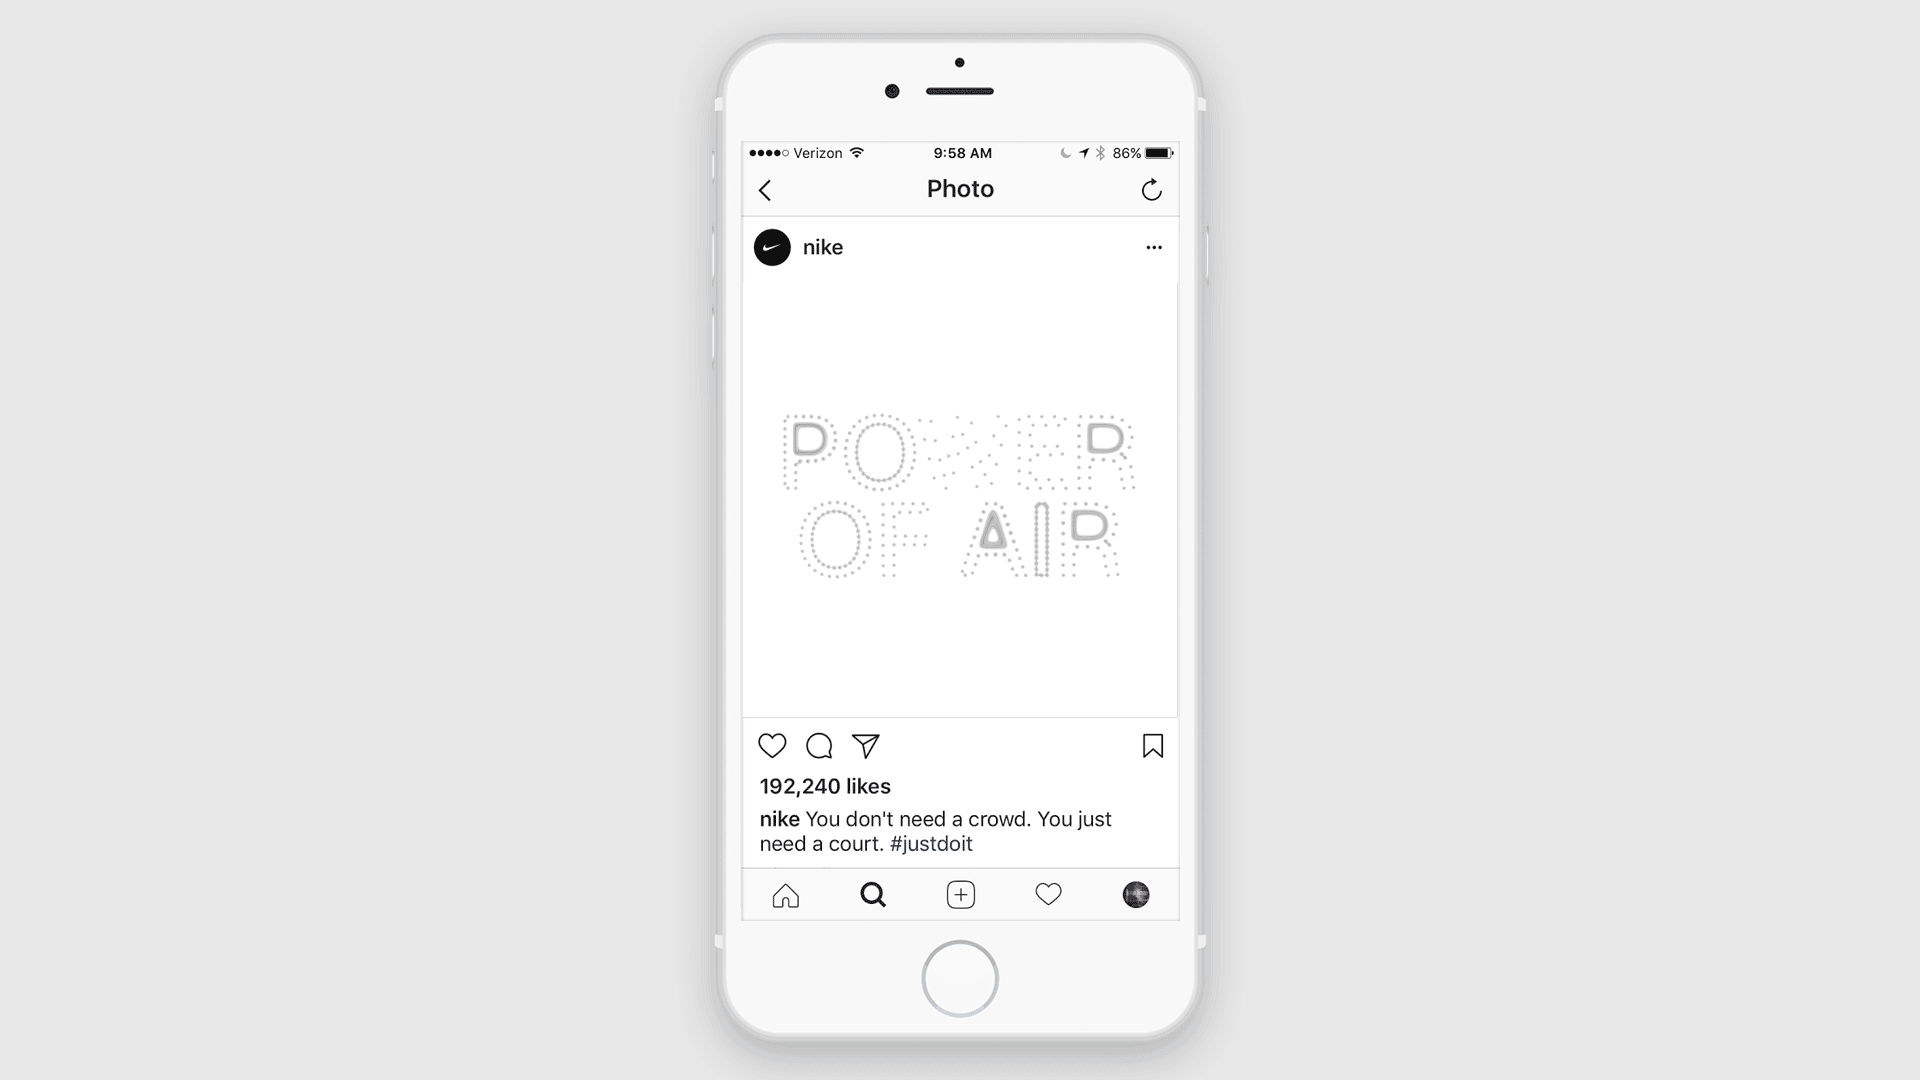 Verizon 9:58 AM 86%
Photo
nike
POWER
OF AIR
192,240 likes
nike You don't need a crowd. You just
need a court. #justdoit